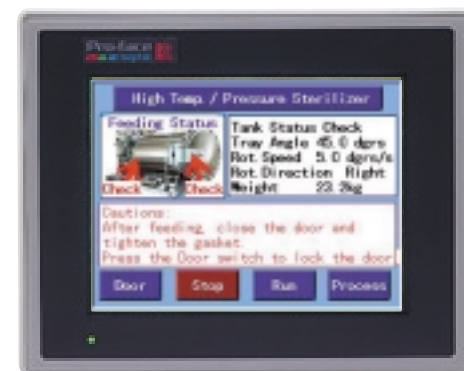 Pro-face
High Temp. / Pressure Sterilizer
Feeding Status
Check Check
Tank Status Check
Tray Angle 45.0 dgrs
Rot.Speed 5.0 dgrs/s
Rot.Direction Right
Weight 23.2kg
Cautions:
After feeding, close the door and
tighten the gasket.
Press the Door switch to lock the door.
Door Stop Run Process